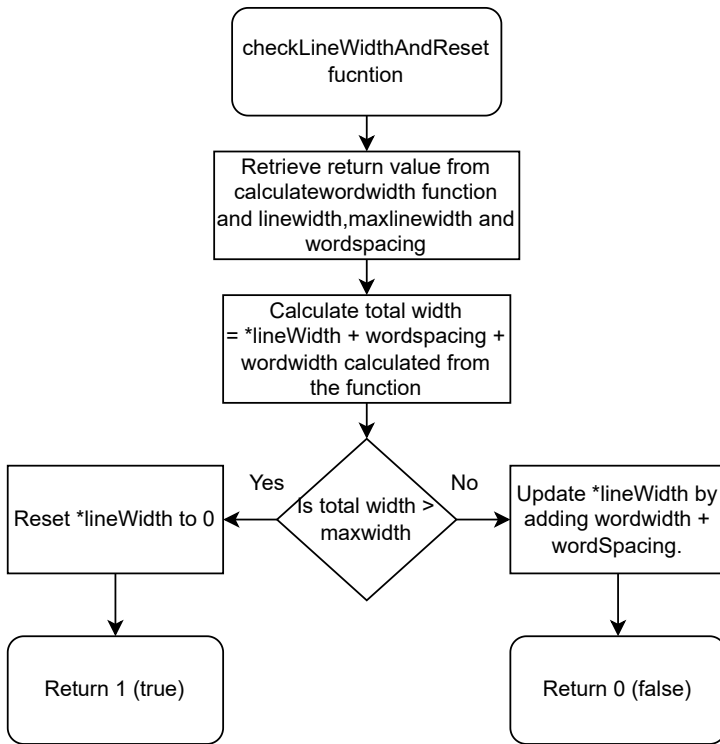 checkLineWidthAndReset
fucntion
Retrieve return value from
calculatewordwidth function
and linewidth,maxlinewidth and
wordspacing
Calculate total width
= *lineWidth + wordspacing +
wordwidth calculated from
the function
Is total width >
maxwidth
Yes
No
Reset *lineWidth to 0
Update *lineWidth by
adding wordwidth +
wordSpacing.
Return 1 (true)
Return 0 (false)